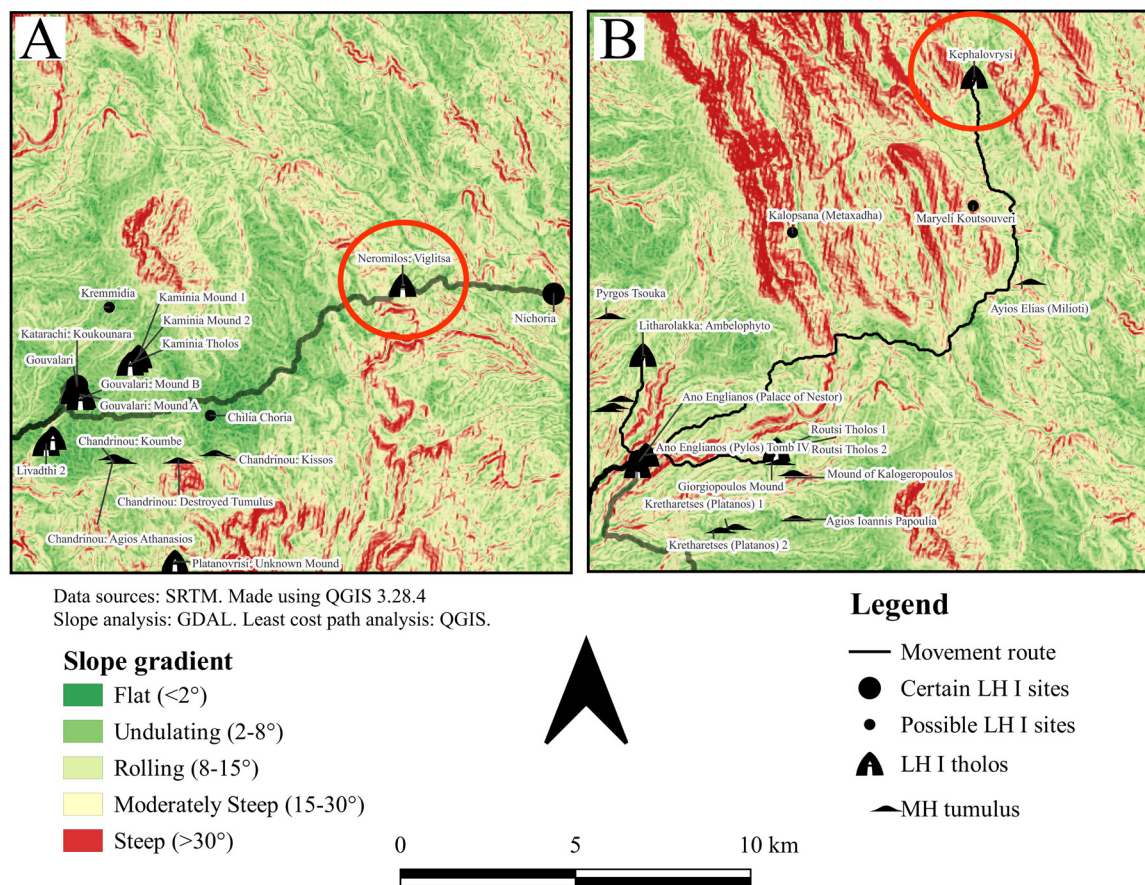 A
Neromilos: Viglitsa
Kremmidía
Kaminia Mound 1
Kaminia Mound 2
Kaminia Tholos
Katarachi: Koukounara
Gouvalari
Gouvalari: Mound B
Gouvalari: Mound A
Nichoria
Chilia Choria
Livadthi 2
Chandrinou: Koumbe
Chandrinou: Kissos
Chandrinou: Destroyed Tumulus
Chandrinou: Agios Athanasios
Platanovrisi: Unknown Mound
B
Kephalovrysi
Kalopsana (Metaxadha)
Maryeli Koutsouveri
Pyrgos Tsouka
Ayios Elias (Milioti)
Litharolakka: Ambelophyto
Ano Englianos (Palace of Nestor)
Routsi Tholos 1
Ano Englianos (Pylos) Tomb IV
Routsi Tholos 2
Mound of Kalogeropoulos
Giorgiopoulos Mound
Kretharetses (Platanos) 1
Agios Ioannis Papoulia
Kretharetses (Platanos) 2
Data sources: SRTM. Made using QGIS 3.28.4
Slope analysis: GDAL. Least cost path analysis: QGIS.
Slope gradient
Flat (<2°)
Undulating (2-8°)
Rolling (8-15°)
Moderately Steep (15-30°)
Steep (>30°)
0 5 10 km
Legend
Movement route
Certain LH I sites
Possible LH I sites
LH I tholos
MH tumulus